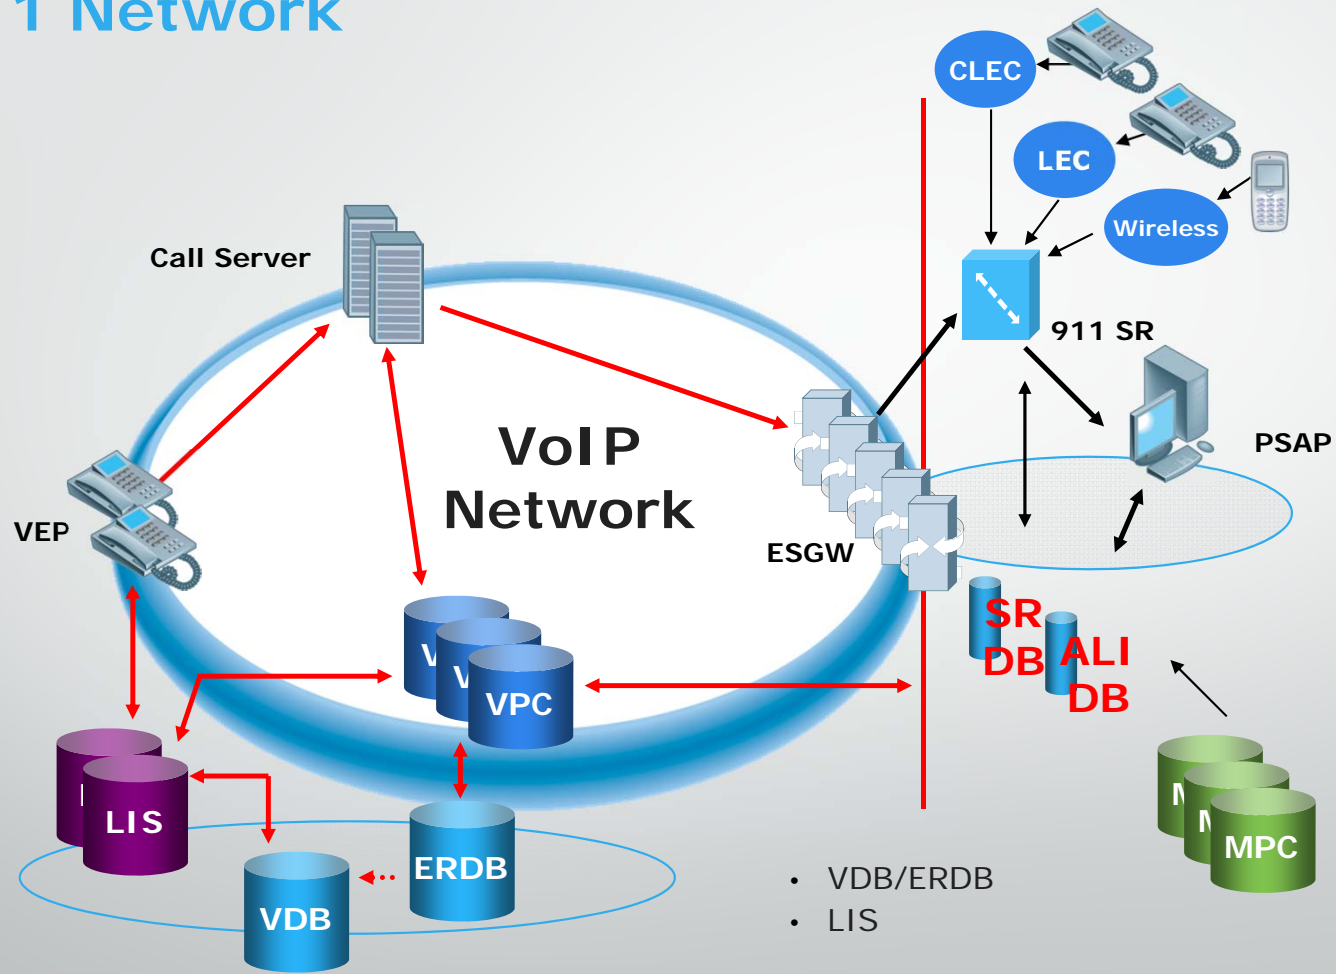 1 Network
CLEC
LEC
Wireless
Call Server
911 SR
VoIP
Network
PSAP
VEP
ESGW
SR
DB
ALI
DB
VPC
LIS
MPC
ERDB
VDB
• VDB/ERDB
• LIS